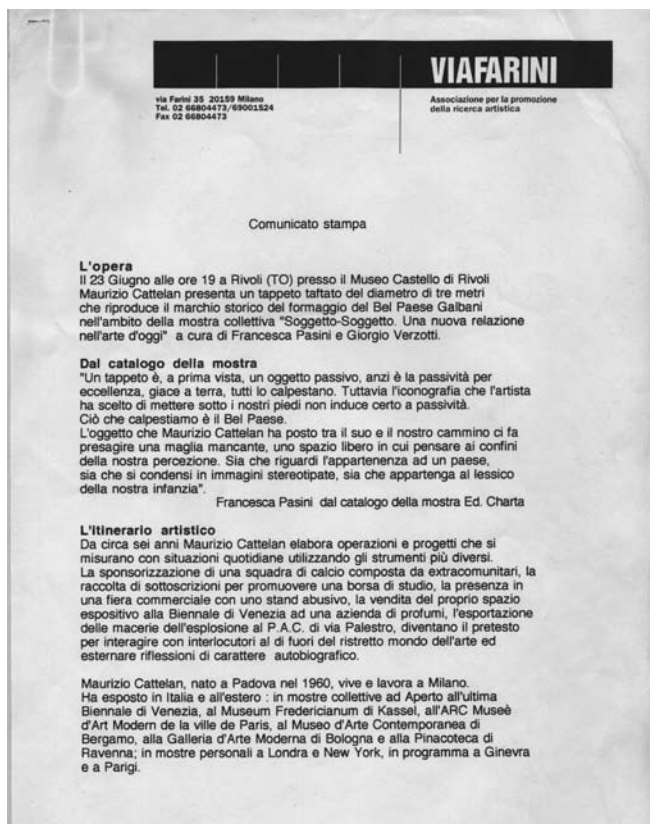 VIAFARINI
via Farini 35 20159 Milano
Tel. 02 66804473/69001524
Fax 02 66804473
Associazione per la promozione
della ricerca artistica
Comunicato stampa
L'opera
Il 23 Giugno alle ore 19 a Rivoli (TO) presso il Museo Castello di Rivoli
Maurizio Cattelan presenta un tappeto taftato del diametro di tre metri
che riproduce il marchio storico del formaggio del Bel Paese Galbani
nell'ambito della mostra collettiva "Soggetto-Soggetto. Una nuova relazione
nell'arte d'oggi" a cura di Francesca Pasini e Giorgio Verzotti.
Dal catalogo della mostra
"Un tappeto è, a prima vista, un oggetto passivo, anzi è la passività per
eccellenza, giace a terra, tutti lo calpestano. Tuttavia l'iconografia che l'artista
ha scelto di mettere sotto i nostri piedi non induce certo a passività.
Ciò che calpestiamo è il Bel Paese.
L'oggetto che Maurizio Cattelan ha posto tra il suo e il nostro cammino ci fa
presagire una maglia mancante, uno spazio libero in cui pensare ai confini
della nostra percezione. Sia che riguardi l'appartenenza ad un paese,
sia che si condensi in immagini stereotipate, sia che appartenga al lessico
della nostra infanzia".
Francesca Pasini dal catalogo della mostra Ed. Charta
L'itinerario artistico
Da circa sei anni Maurizio Cattelan elabora operazioni e progetti che si
misurano con situazioni quotidiane utilizzando gli strumenti più diversi.
La sponsorizzazione di una squadra di calcio composta da extracomunitari, la
raccolta di sottoscrizioni per promuovere una borsa di studio, la presenza in
una fiera commerciale con uno stand abusivo, la vendita del proprio spazio
espositivo alla Biennale di Venezia ad una azienda di profumi, l'esportazione
delle macerie dell'esplosione al P.A.C. di via Palestro, diventano il pretesto
per interagire con interlocutori al di fuori del ristretto mondo dell'arte ed
esternare riflessioni di carattere autobiografico.
Maurizio Cattelan, nato a Padova nel 1960, vive e lavora a Milano.
Ha esposto in Italia e all'estero : in mostre collettive ad Aperto all'ultima
Biennale di Venezia, al Museum Fredericianum di Kassel, all'ARC Museè
d'Art Modern de la ville de Paris, al Museo d'Arte Contemporanea di
Bergamo, alla Galleria d'Arte Moderna di Bologna e alla Pinacoteca di
Ravenna; in mostre personali a Londra e New York, in programma a Ginevra
e a Parigi.